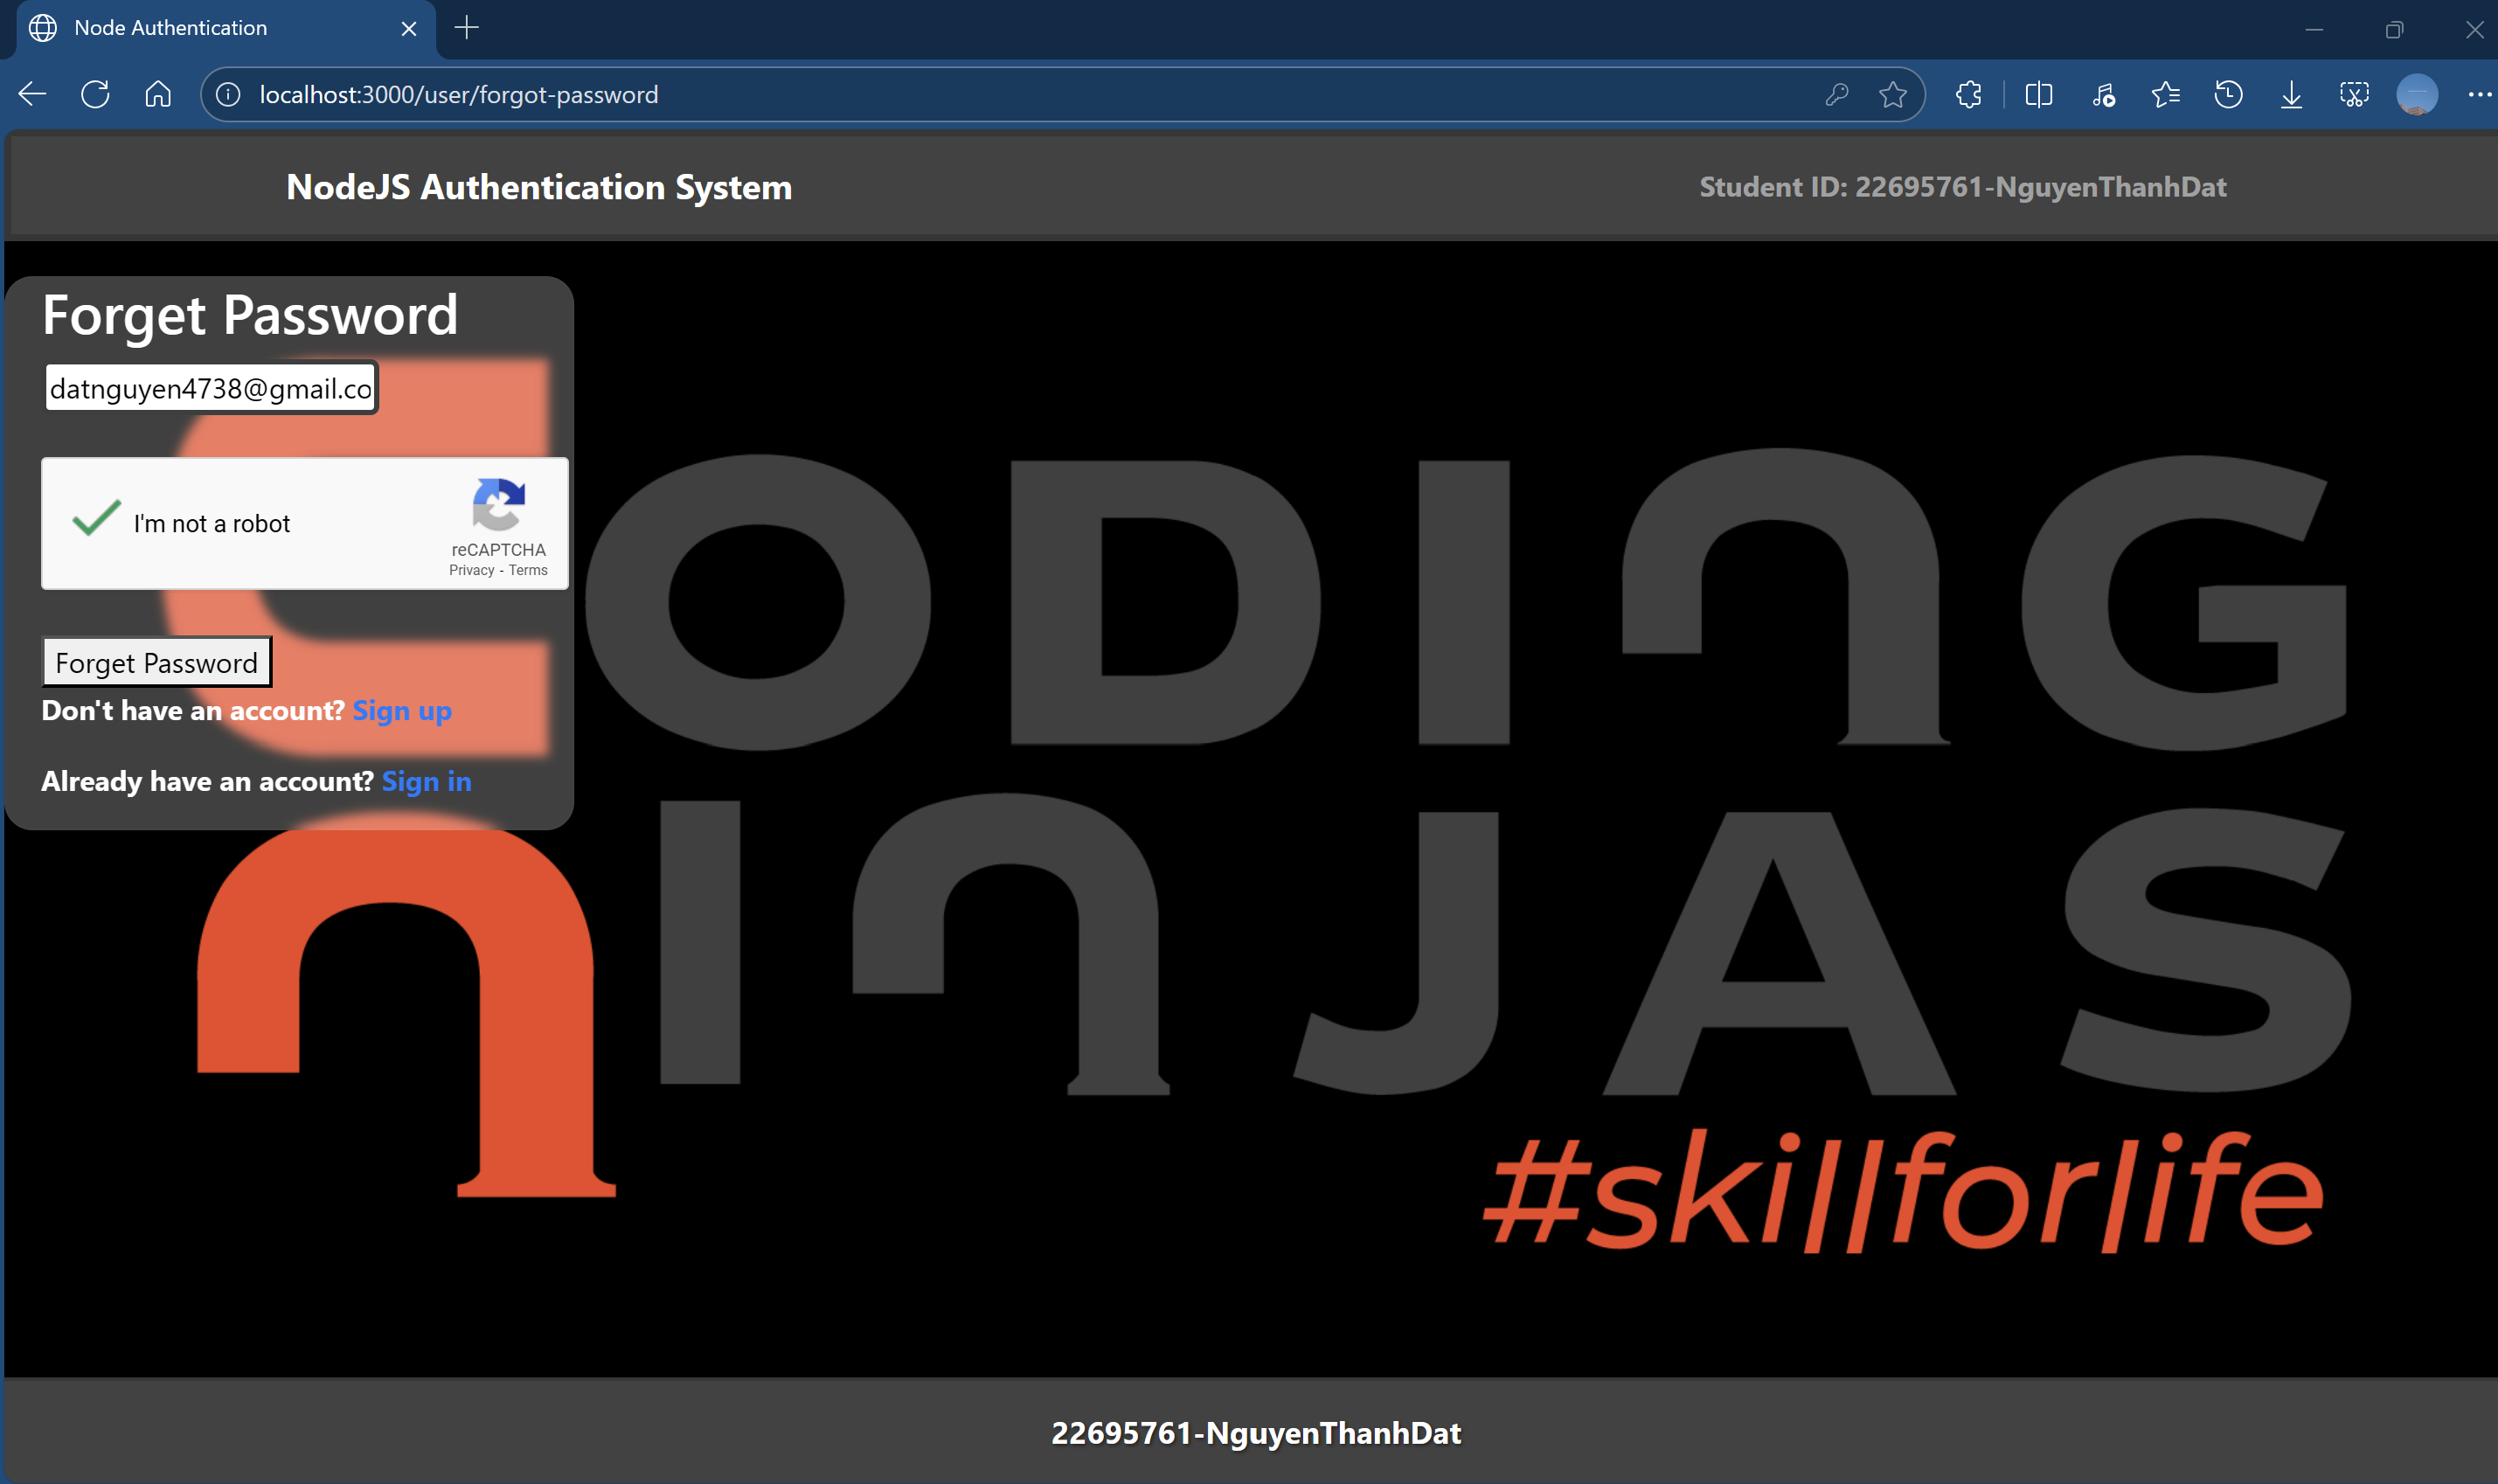 Node Authentication
localhost:3000/user/forgot-password
NodeJS Authentication System
Student ID: 22695761-NguyenThanhDat
Forget Password
datnguyen4738@gmail.co
I'm not a robot
reCAPTCHA
Privacy - Terms
Forget Password
Don't have an account? Sign up
Already have an account? Sign in
CODING
NINJAS
#skillforlife
22695761-NguyenThanhDat